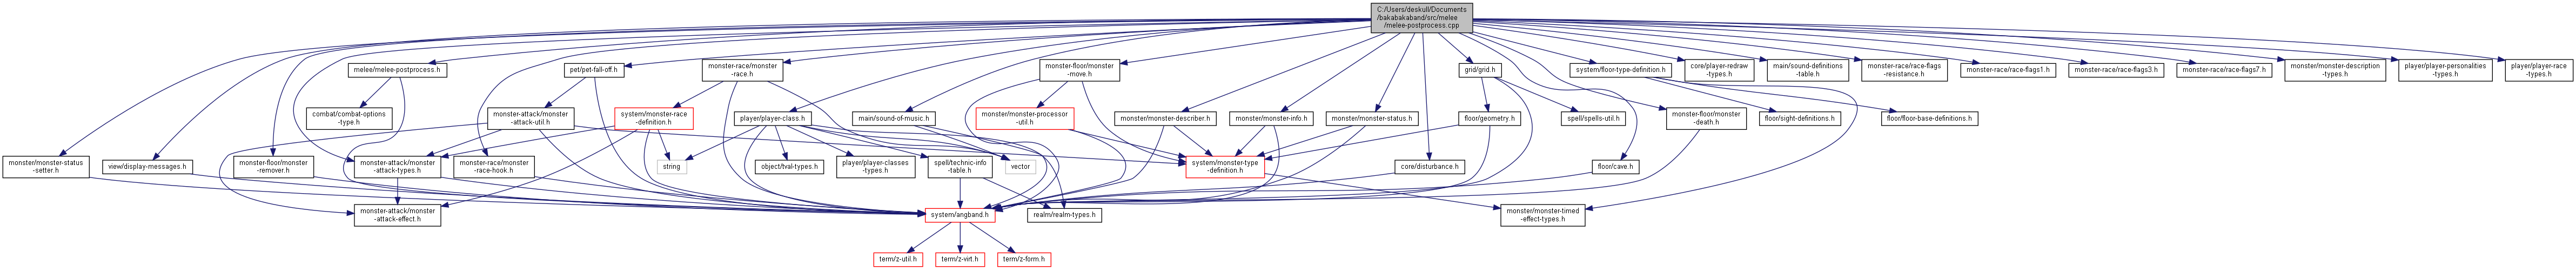 C:/Users/deskull/Documents
/bakabakaband/src/melee
/melee-postprocess.cpp
melee/melee-postprocess.h
pet/pet-fall-off.h
monster-race/monster
-race.h
monster-floor/monster
-move.h
grid/grid.h
system/floor-type-definition.h
core/player-redraw
-types.h
main/sound-definitions
-table.h
monster-race/race-flags
-resistance.h
monster-race/race-flags1.h
monster-race/race-flags3.h
monster-race/race-flags7.h
monster/monster-description
-types.h
player/player-personalities
-types.h
player/player-race
-types.h
combat/combat-options
-type.h
monster-attack/monster
-attack-util.h
system/monster-race
-definition.h
player/player-class.h
main/sound-of-music.h
monster/monster-processor
-util.h
monster/monster-describer.h
monster/monster-info.h
monster/monster-status.h
floor/geometry.h
spell/spells-util.h
monster-floor/monster
-death.h
floor/sight-definitions.h
floor/floor-base-definitions.h
monster/monster-status
-setter.h
view/display-messages.h
monster-floor/monster
-remover.h
monster-attack/monster
-attack-types.h
monster-race/monster
-race-hook.h
string
object/tval-types.h
player/player-classes
-types.h
spell/technic-info
-table.h
vector
system/monster-type
-definition.h
core/disturbance.h
floor/cave.h
monster-attack/monster
-attack-effect.h
system/angband.h
realm/realm-types.h
monster/monster-timed
-effect-types.h
term/z-util.h
term/z-virt.h
term/z-form.h